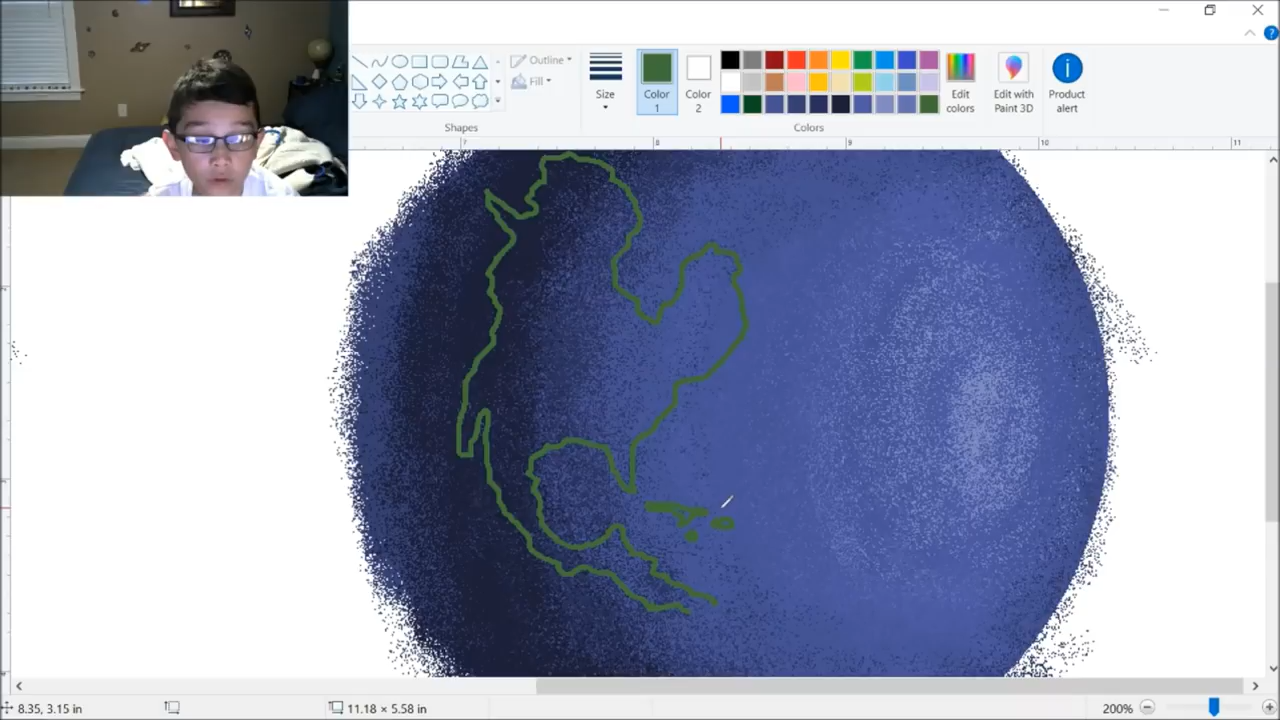 Outline
Fill
Shapes
Size
Color 1
Color 2
Edit colors
Edit with Paint 3D
Product alert
Colors
7 8 9 10 11
8.35, 3.15 in
11.18 × 5.58 in
200%